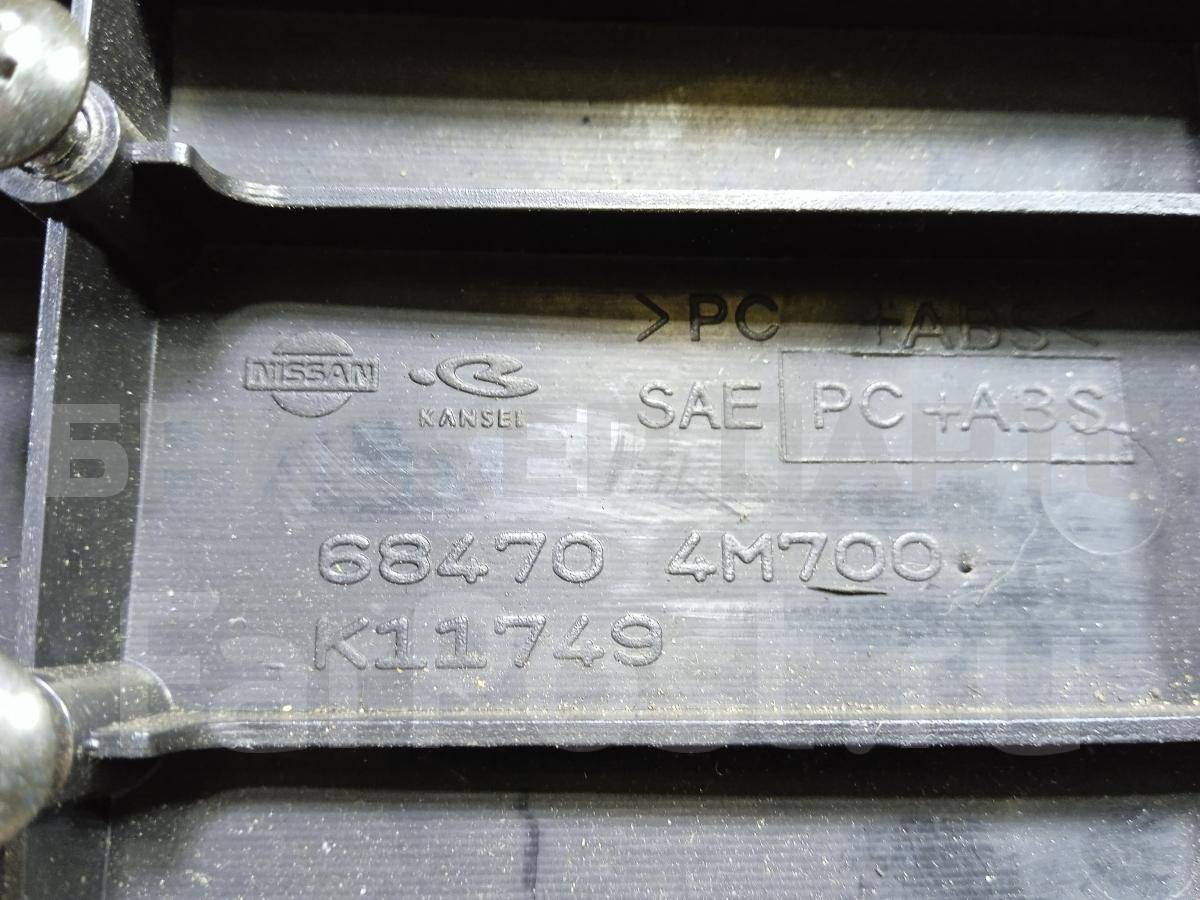 >PC +ABS<
NISSAN KANSEI SAE PC +ABS
68470 4M700
K11749